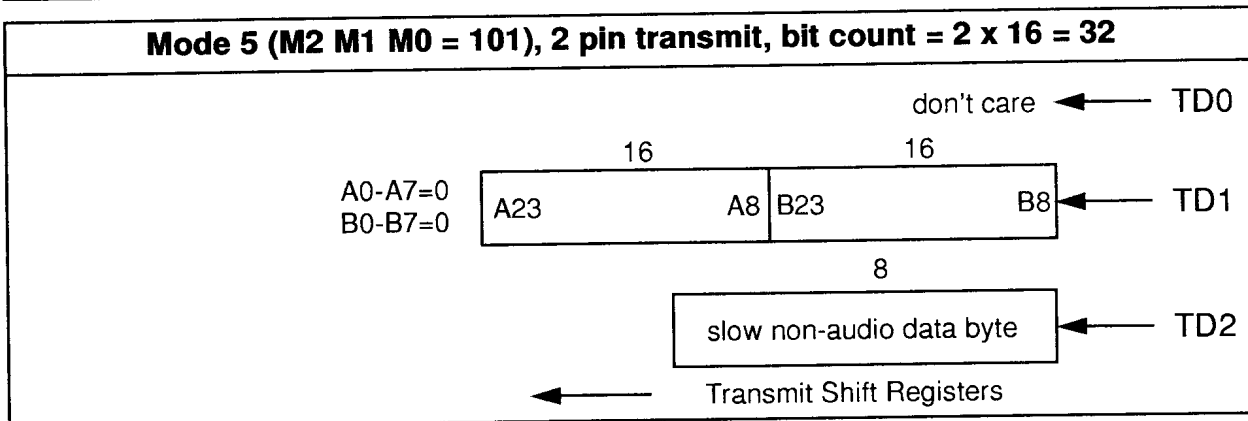 Mode 5 (M2 M1 M0 = 101), 2 pin transmit, bit count = 2 x 16 = 32
don't care TD0
16 16
A0-A7=0
B0-B7=0
A23 A8 B23 B8 TD1
8
slow non-audio data byte TD2
Transmit Shift Registers